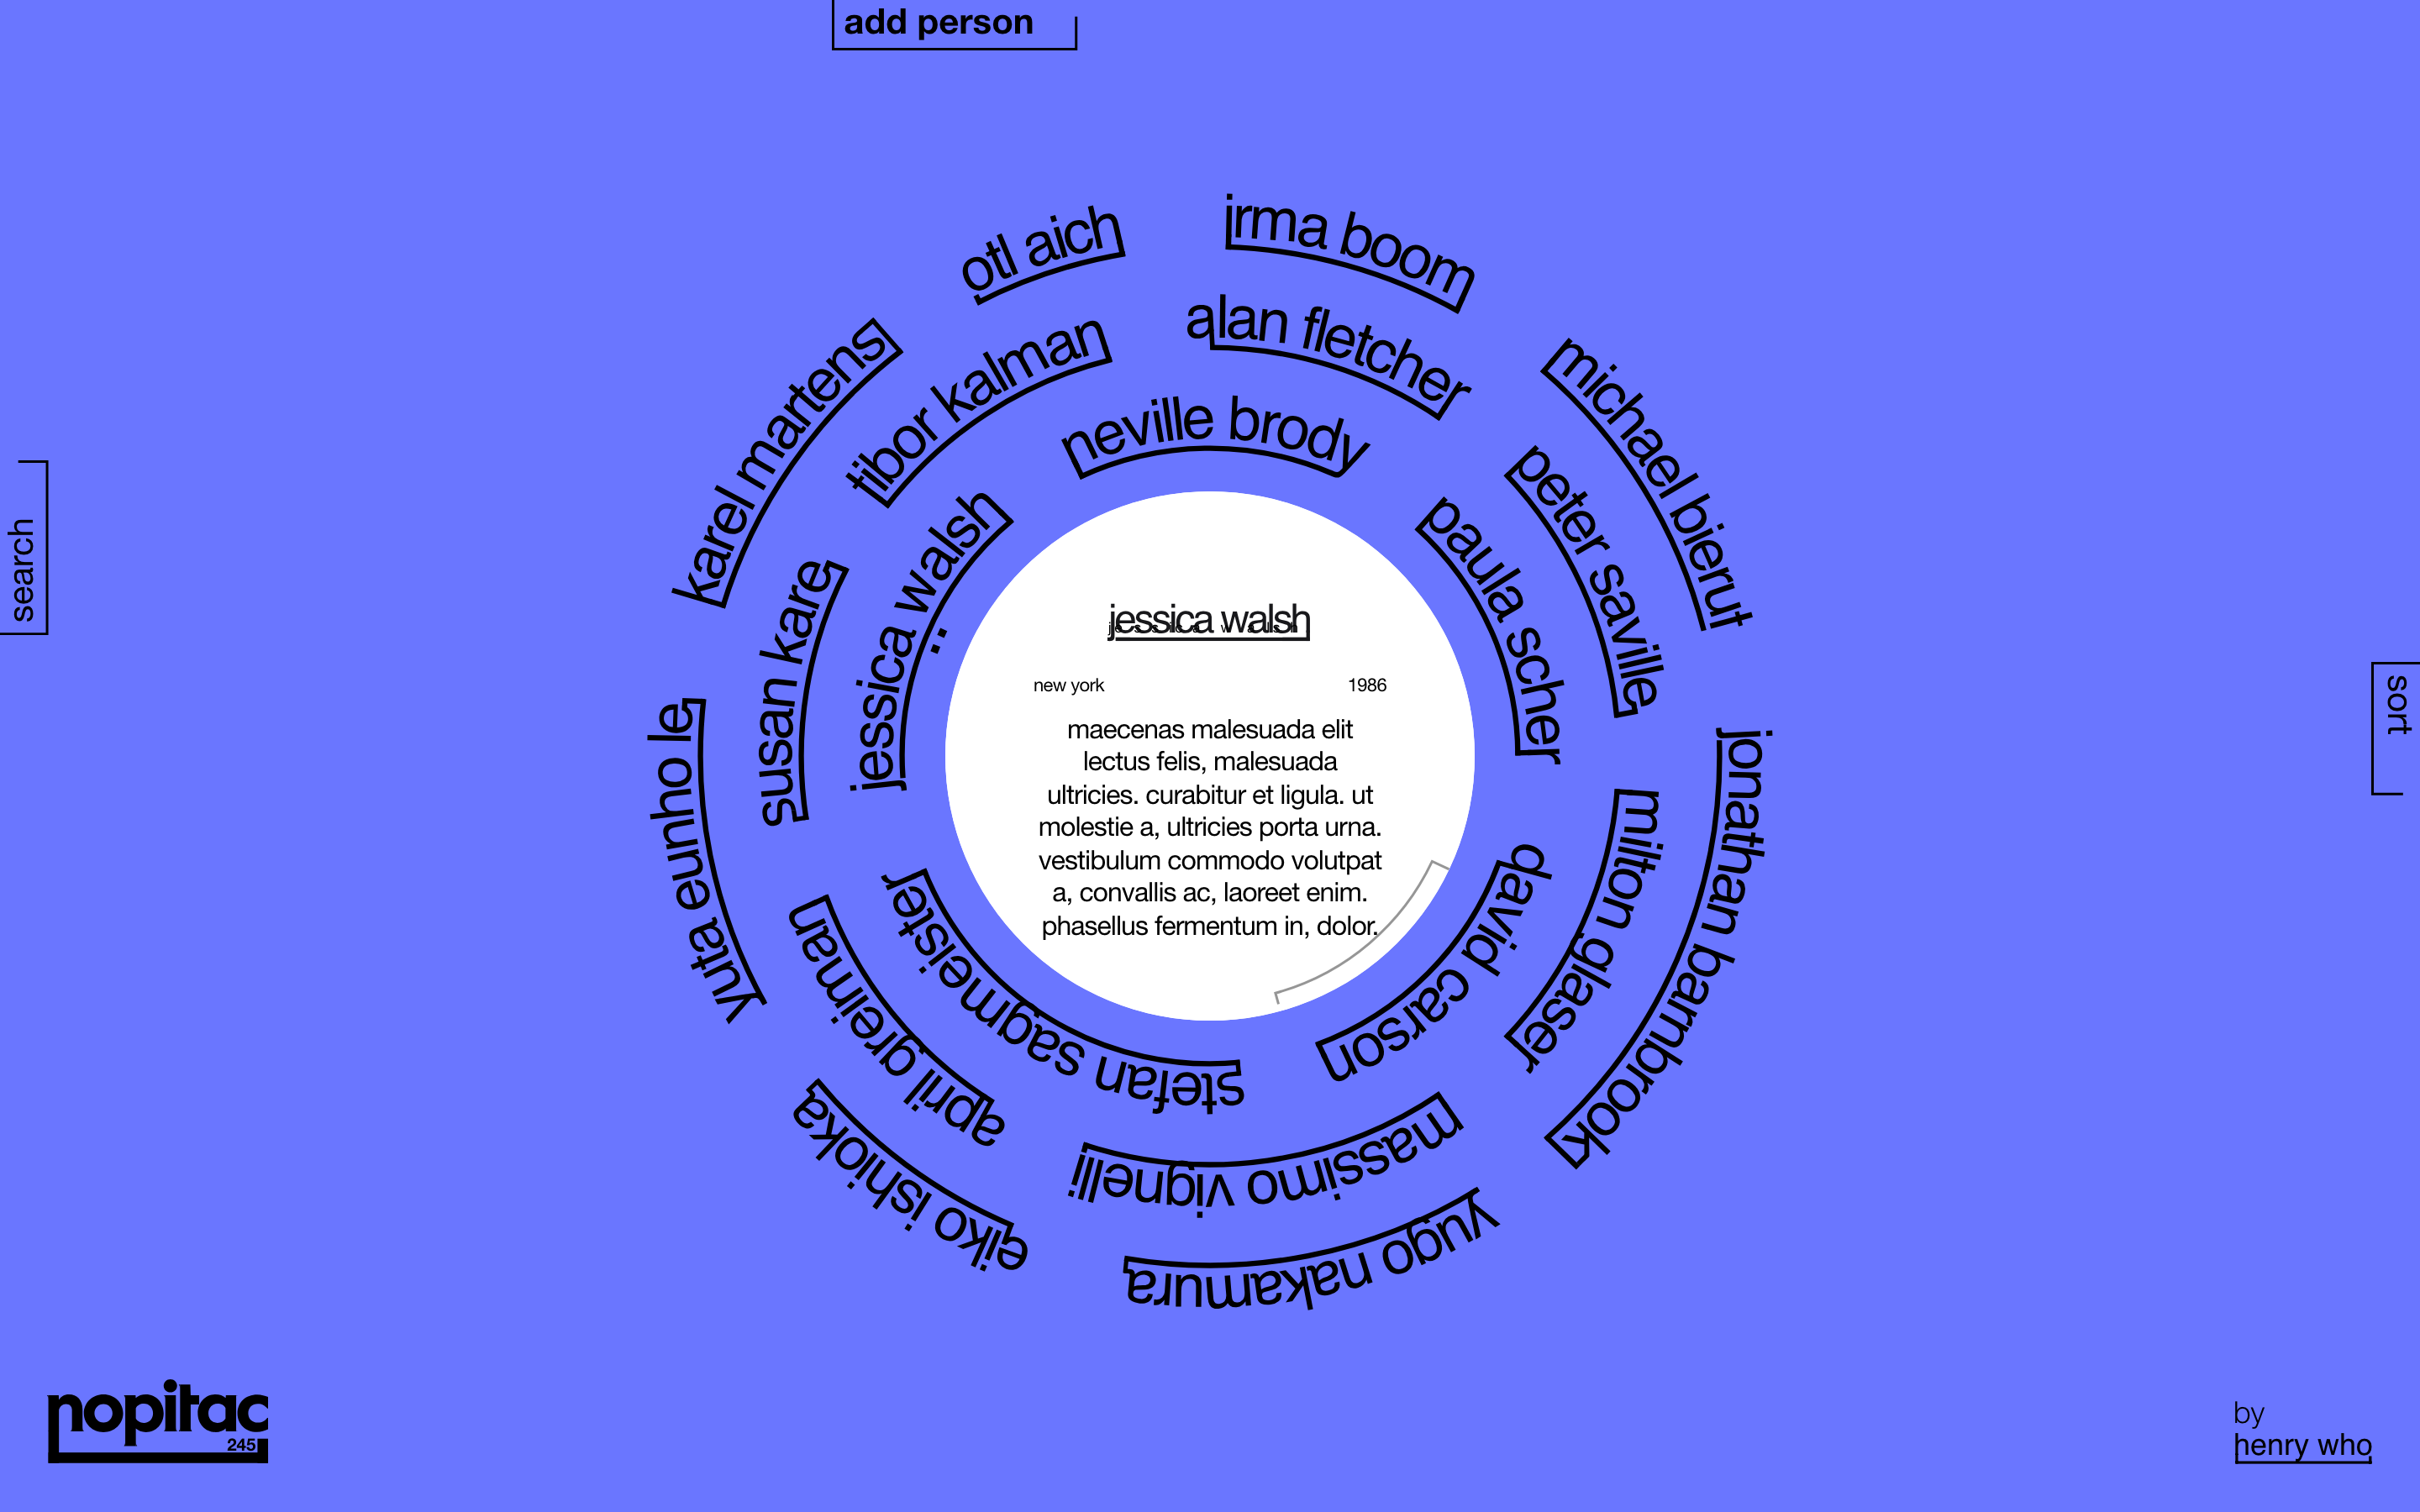 add person
search
sort
otl aich
irma boom
michael bierut
jonathan barnbrook
yugo nakamura
eiko ishioka
yuta eunho le
karel martens
tibor kalman
alan fletcher
peter saville
milton glaser
massimo vignelli
april greiman
susan kare
neville brody
paula scher
david carson
stefan sagmeister
jessica walsh
jessica walsh
jessica walsh
new york
1986
maecenas malesuada elit
lectus felis, malesuada
ultricies. curabitur et ligula. ut
molestie a, ultricies porta urna.
vestibulum commodo volutpat
a, convallis ac, laoreet enim.
phasellus fermentum in, dolor.
nopitac
245
by
henry who